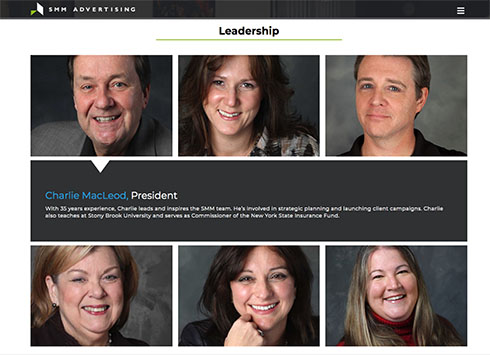 SMM ADVERTISING
Leadership
Charlie MacLeod, President
With 35 years experience, Charlie leads and inspires the SMM team. He's involved in strategic planning and launching client campaigns. Charlie
also teaches at Stony Brook University and serves as Commissioner of the New York State Insurance Fund.